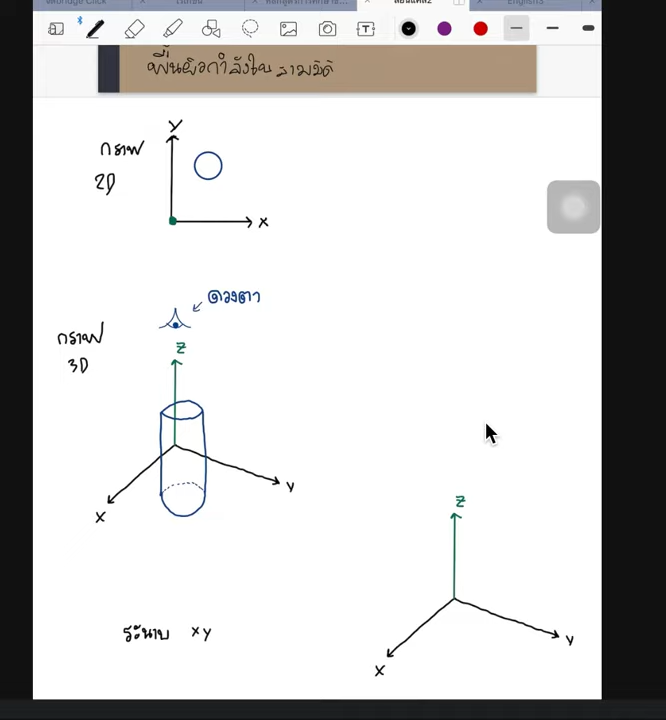 English3
พื้นผิวกำลังใน สามมิติ
กราฟ
2D
y
x
ดวงตา
กราฟ
3D
z
y
x
z
ระนาบ xy
y
x